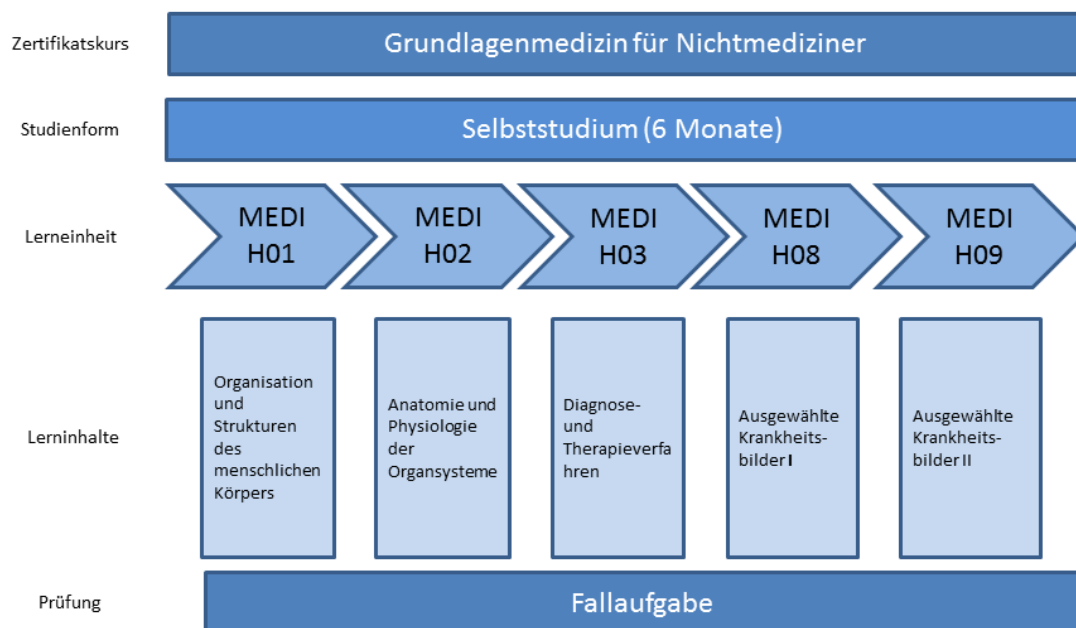 Zertifikatskurs
Grundlagenmedizin für Nichtmediziner
Studienform
Selbststudium (6 Monate)
Lerneinheit
MEDI
H01
MEDI
H02
MEDI
H03
MEDI
H08
MEDI
H09
Lerninhalte
Organisation
und
Strukturen
des
menschlichen
Körpers
Anatomie und
Physiologie
der
Organsysteme
Diagnose-
und
Therapieverfa
hren
Ausgewählte
Krankheits-
bilder I
Ausgewählte
Krankheits-
bilder II
Prüfung
Fallaufgabe